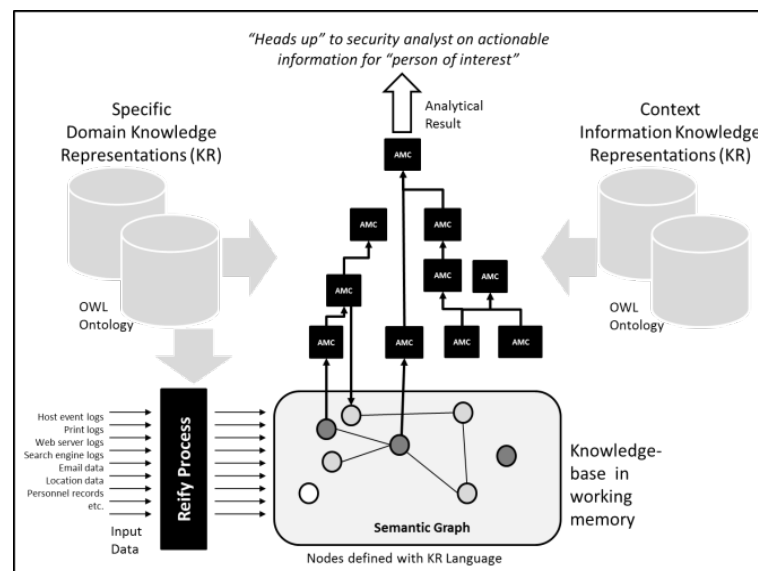 “Heads up” to security analyst on actionable
information for “person of interest”
Analytical
Result
Specific
Domain Knowledge
Representations (KR)
Context
Information Knowledge
Representations (KR)
AMC
AMC
AMC
AMC
AMC
AMC
AMC
AMC
AMC
AMC
OWL
Ontology
OWL
Ontology
Host event logs
Print logs
Web server logs
Search engine logs
Email data
Location data
Personnel records
etc.
Input
Data
Reify Process
Semantic Graph
Knowledge-
base in
working
memory
Nodes defined with KR Language